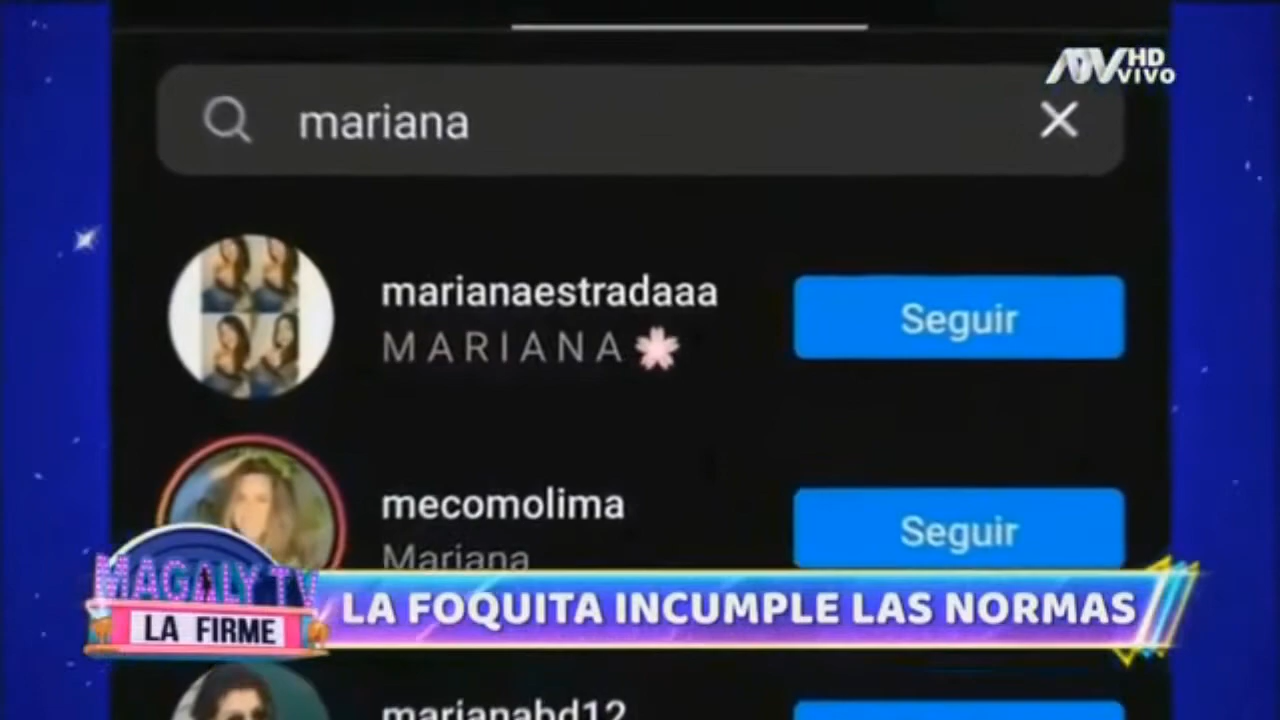 ATV HD
VIVO
mariana
marianaestradaaa
MARIANA
Seguir
mecomolima
Mariana
Seguir
MAGALY TV
LA FIRME
LA FOQUITA INCUMPLE LAS NORMAS
marianabd12